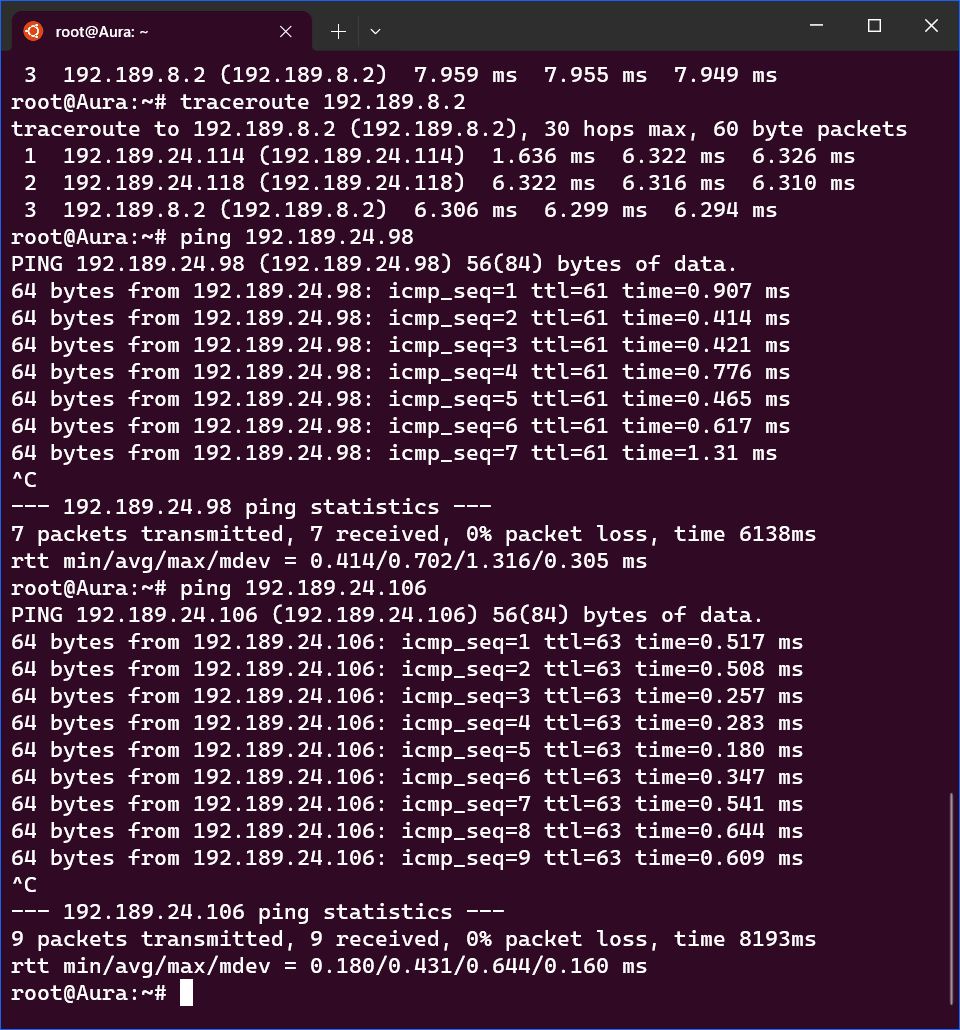 root@Aura: ~
3 192.189.8.2 (192.189.8.2) 7.959 ms 7.955 ms 7.949 ms
root@Aura:~# traceroute 192.189.8.2
traceroute to 192.189.8.2 (192.189.8.2), 30 hops max, 60 byte packets
1 192.189.24.114 (192.189.24.114) 1.636 ms 6.322 ms 6.326 ms
2 192.189.24.118 (192.189.24.118) 6.322 ms 6.316 ms 6.310 ms
3 192.189.8.2 (192.189.8.2) 6.306 ms 6.299 ms 6.294 ms
root@Aura:~# ping 192.189.24.98
PING 192.189.24.98 (192.189.24.98) 56(84) bytes of data.
64 bytes from 192.189.24.98: icmp_seq=1 ttl=61 time=0.907 ms
64 bytes from 192.189.24.98: icmp_seq=2 ttl=61 time=0.414 ms
64 bytes from 192.189.24.98: icmp_seq=3 ttl=61 time=0.421 ms
64 bytes from 192.189.24.98: icmp_seq=4 ttl=61 time=0.776 ms
64 bytes from 192.189.24.98: icmp_seq=5 ttl=61 time=0.465 ms
64 bytes from 192.189.24.98: icmp_seq=6 ttl=61 time=0.617 ms
64 bytes from 192.189.24.98: icmp_seq=7 ttl=61 time=1.31 ms
^C
--- 192.189.24.98 ping statistics ---
7 packets transmitted, 7 received, 0% packet loss, time 6138ms
rtt min/avg/max/mdev = 0.414/0.702/1.316/0.305 ms
root@Aura:~# ping 192.189.24.106
PING 192.189.24.106 (192.189.24.106) 56(84) bytes of data.
64 bytes from 192.189.24.106: icmp_seq=1 ttl=63 time=0.517 ms
64 bytes from 192.189.24.106: icmp_seq=2 ttl=63 time=0.508 ms
64 bytes from 192.189.24.106: icmp_seq=3 ttl=63 time=0.257 ms
64 bytes from 192.189.24.106: icmp_seq=4 ttl=63 time=0.283 ms
64 bytes from 192.189.24.106: icmp_seq=5 ttl=63 time=0.180 ms
64 bytes from 192.189.24.106: icmp_seq=6 ttl=63 time=0.347 ms
64 bytes from 192.189.24.106: icmp_seq=7 ttl=63 time=0.541 ms
64 bytes from 192.189.24.106: icmp_seq=8 ttl=63 time=0.644 ms
64 bytes from 192.189.24.106: icmp_seq=9 ttl=63 time=0.609 ms
^C
--- 192.189.24.106 ping statistics ---
9 packets transmitted, 9 received, 0% packet loss, time 8193ms
rtt min/avg/max/mdev = 0.180/0.431/0.644/0.160 ms
root@Aura:~#